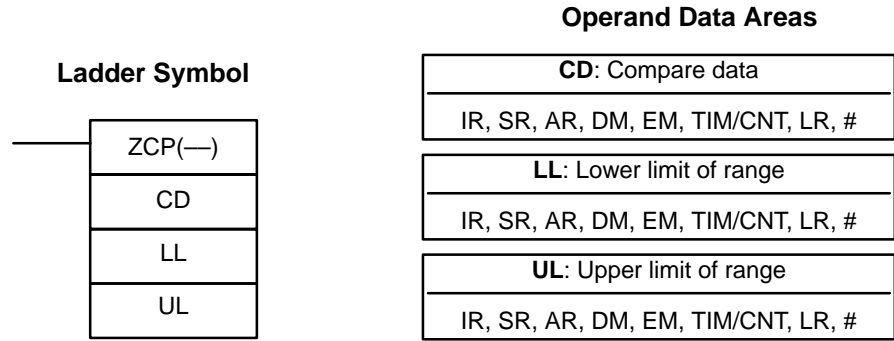 Operand Data Areas
Ladder Symbol
ZCP(—)
CD
LL
UL
CD: Compare data
IR, SR, AR, DM, EM, TIM/CNT, LR, #
LL: Lower limit of range
IR, SR, AR, DM, EM, TIM/CNT, LR, #
UL: Upper limit of range
IR, SR, AR, DM, EM, TIM/CNT, LR, #